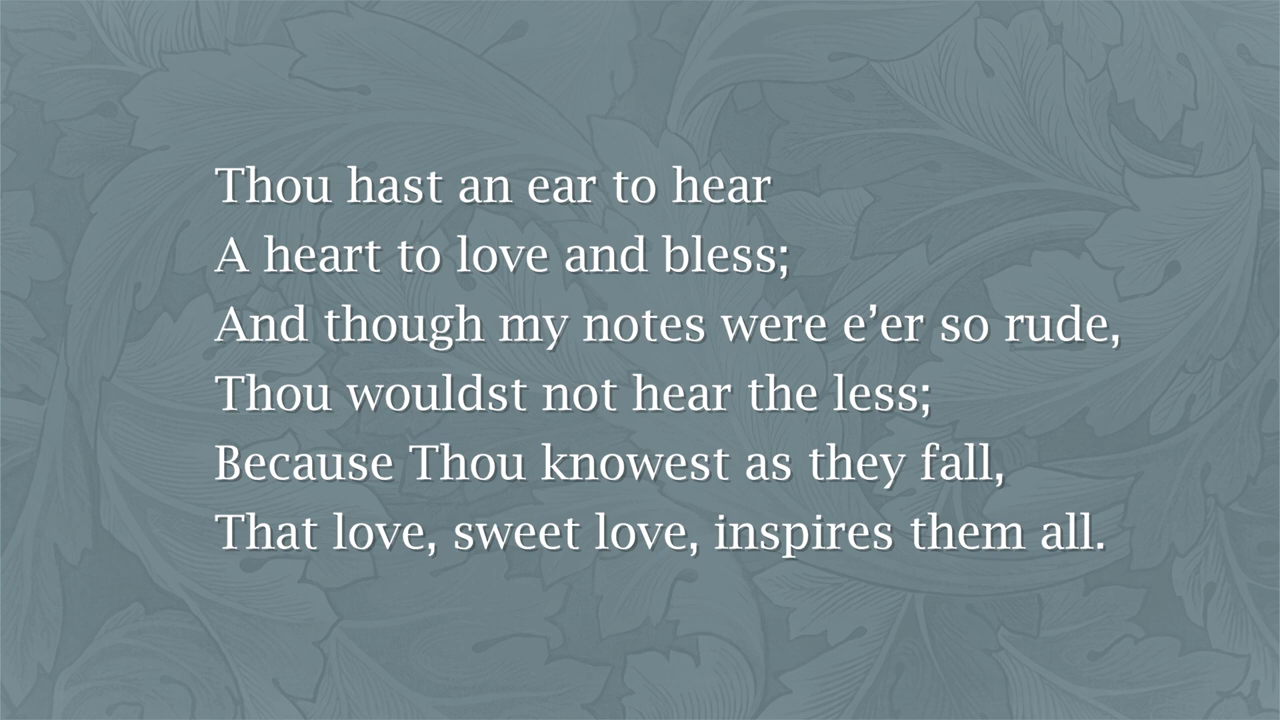 Thou hast an ear to hear
A heart to love and bless;
And though my notes were e’er so rude,
Thou wouldst not hear the less;
Because Thou knowest as they fall,
That love, sweet love, inspires them all.